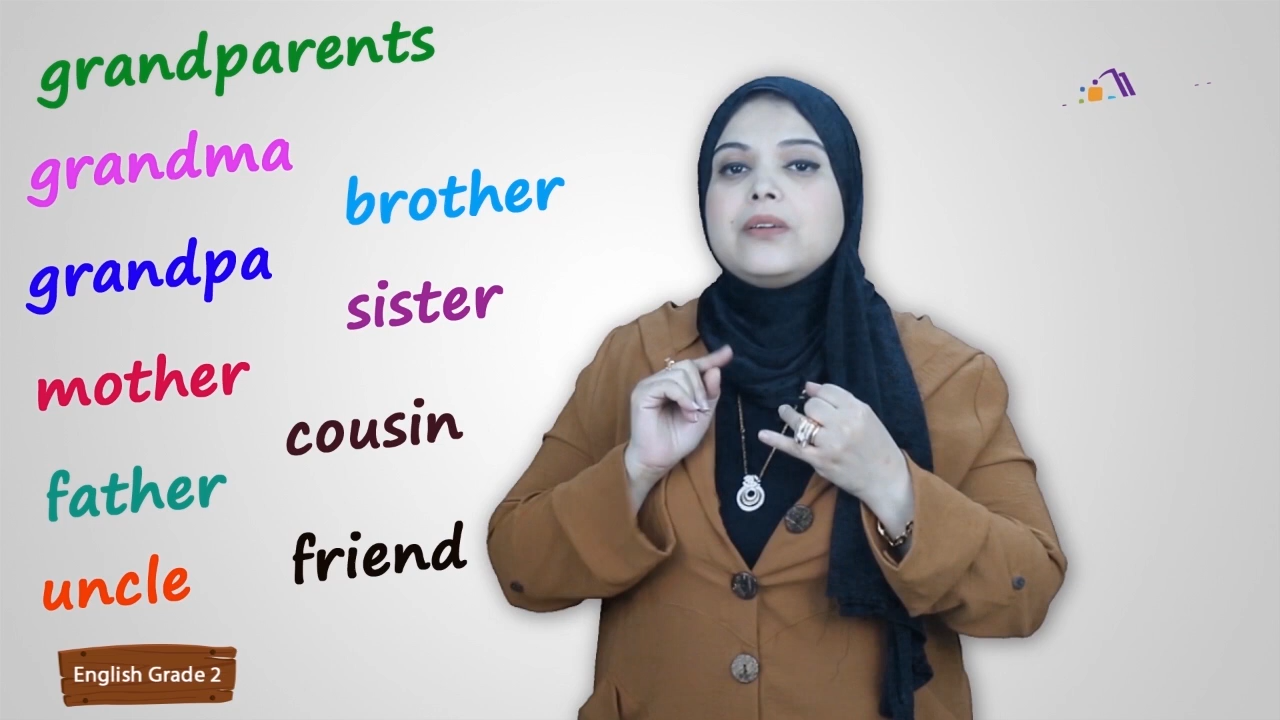 grandparents
grandma
grandpa
mother
father
uncle
brother
sister
cousin
friend
English Grade 2